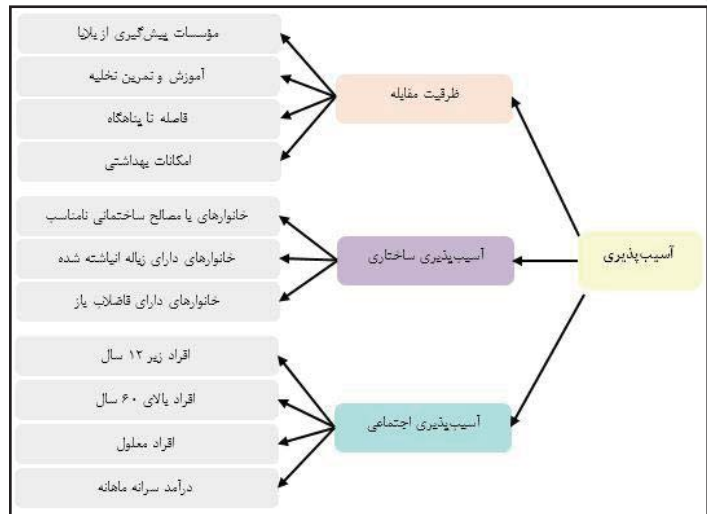 آسیب‌پذیری
ظرفیت مقابله
مؤسسات پیش‌گیری از بلایا
آموزش و تمرین تخلیه
فاصله تا پناهگاه
امکانات بهداشتی
آسیب‌پذیری ساختاری
خانوارهای با مصالح ساختمانی نامناسب
خانوارهای دارای زباله انباشته شده
خانوارهای دارای فاضلاب باز
آسیب‌پذیری اجتماعی
افراد زیر ۱۲ سال
افراد بالای ۶۰ سال
افراد معلول
درآمد سرانه ماهانه